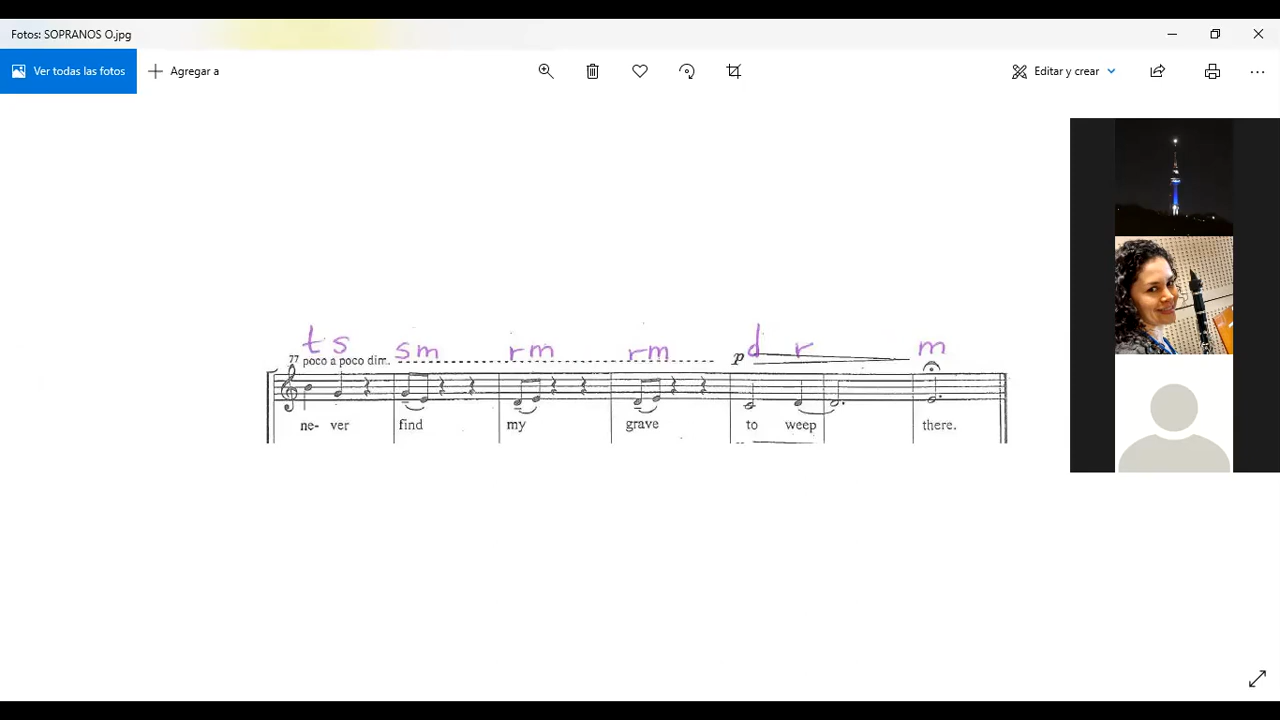 Fotos: SOPRANOS O.jpg
Ver todas las fotos
Agregar a
Editar y crear
t s s m r m r m d r m
77 poco a poco dim. p
ne- ver find my grave to weep there.